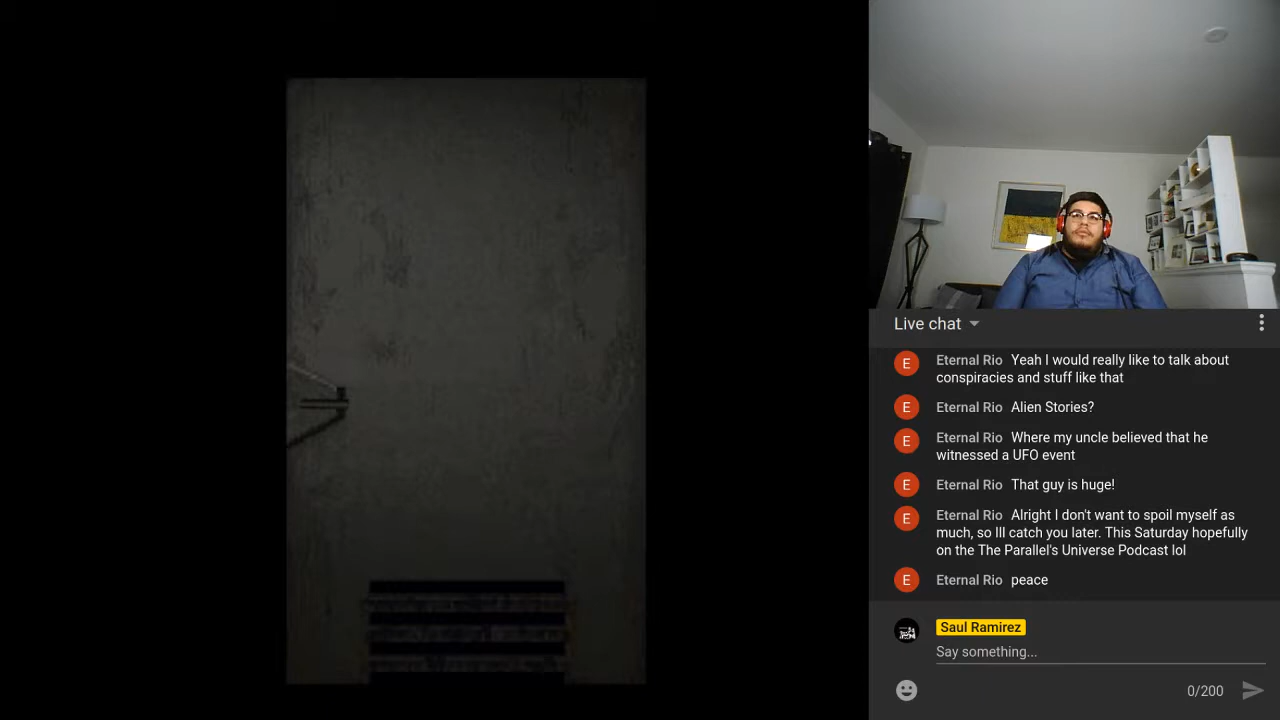 Live chat
Eternal Rio Yeah I would really like to talk about
conspiracies and stuff like that
E
Eternal Rio Alien Stories?
E
Eternal Rio Where my uncle believed that he
witnessed a UFO event
E
Eternal Rio That guy is huge!
E
Eternal Rio Alright I don't want to spoil myself as
much, so Ill catch you later. This Saturday hopefully
on the The Parallel's Universe Podcast lol
E
Eternal Rio peace
E
Saul Ramirez
Say something...
0/200